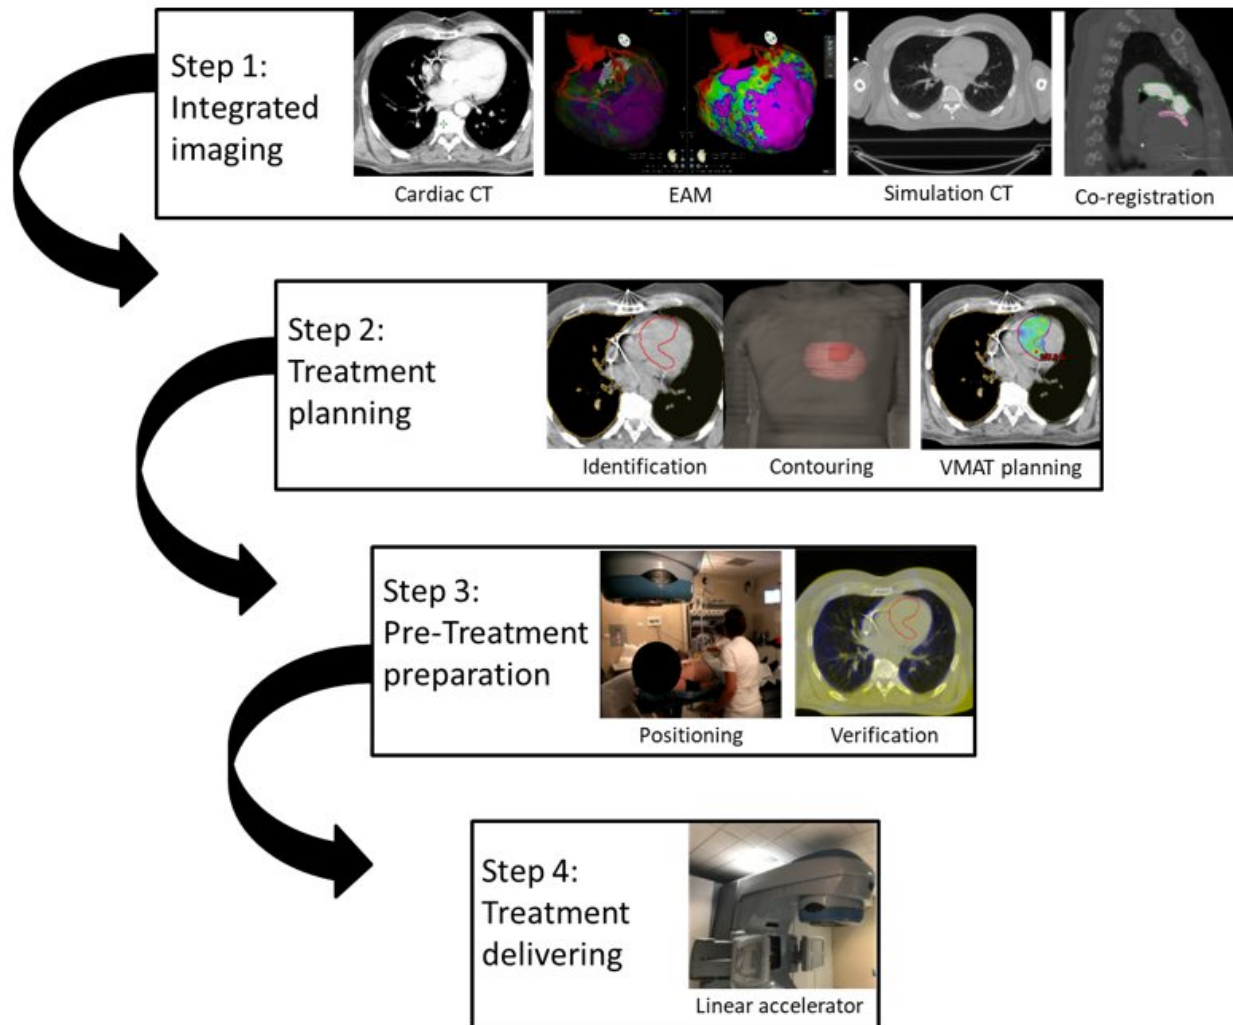 Step 1:
Integrated
imaging
Cardiac CT
EAM
Simulation CT
Co-registration
Step 2:
Treatment
planning
Identification
Contouring
VMAT planning
Step 3:
Pre-Treatment
preparation
Positioning
Verification
Step 4:
Treatment
delivering
Linear accelerator